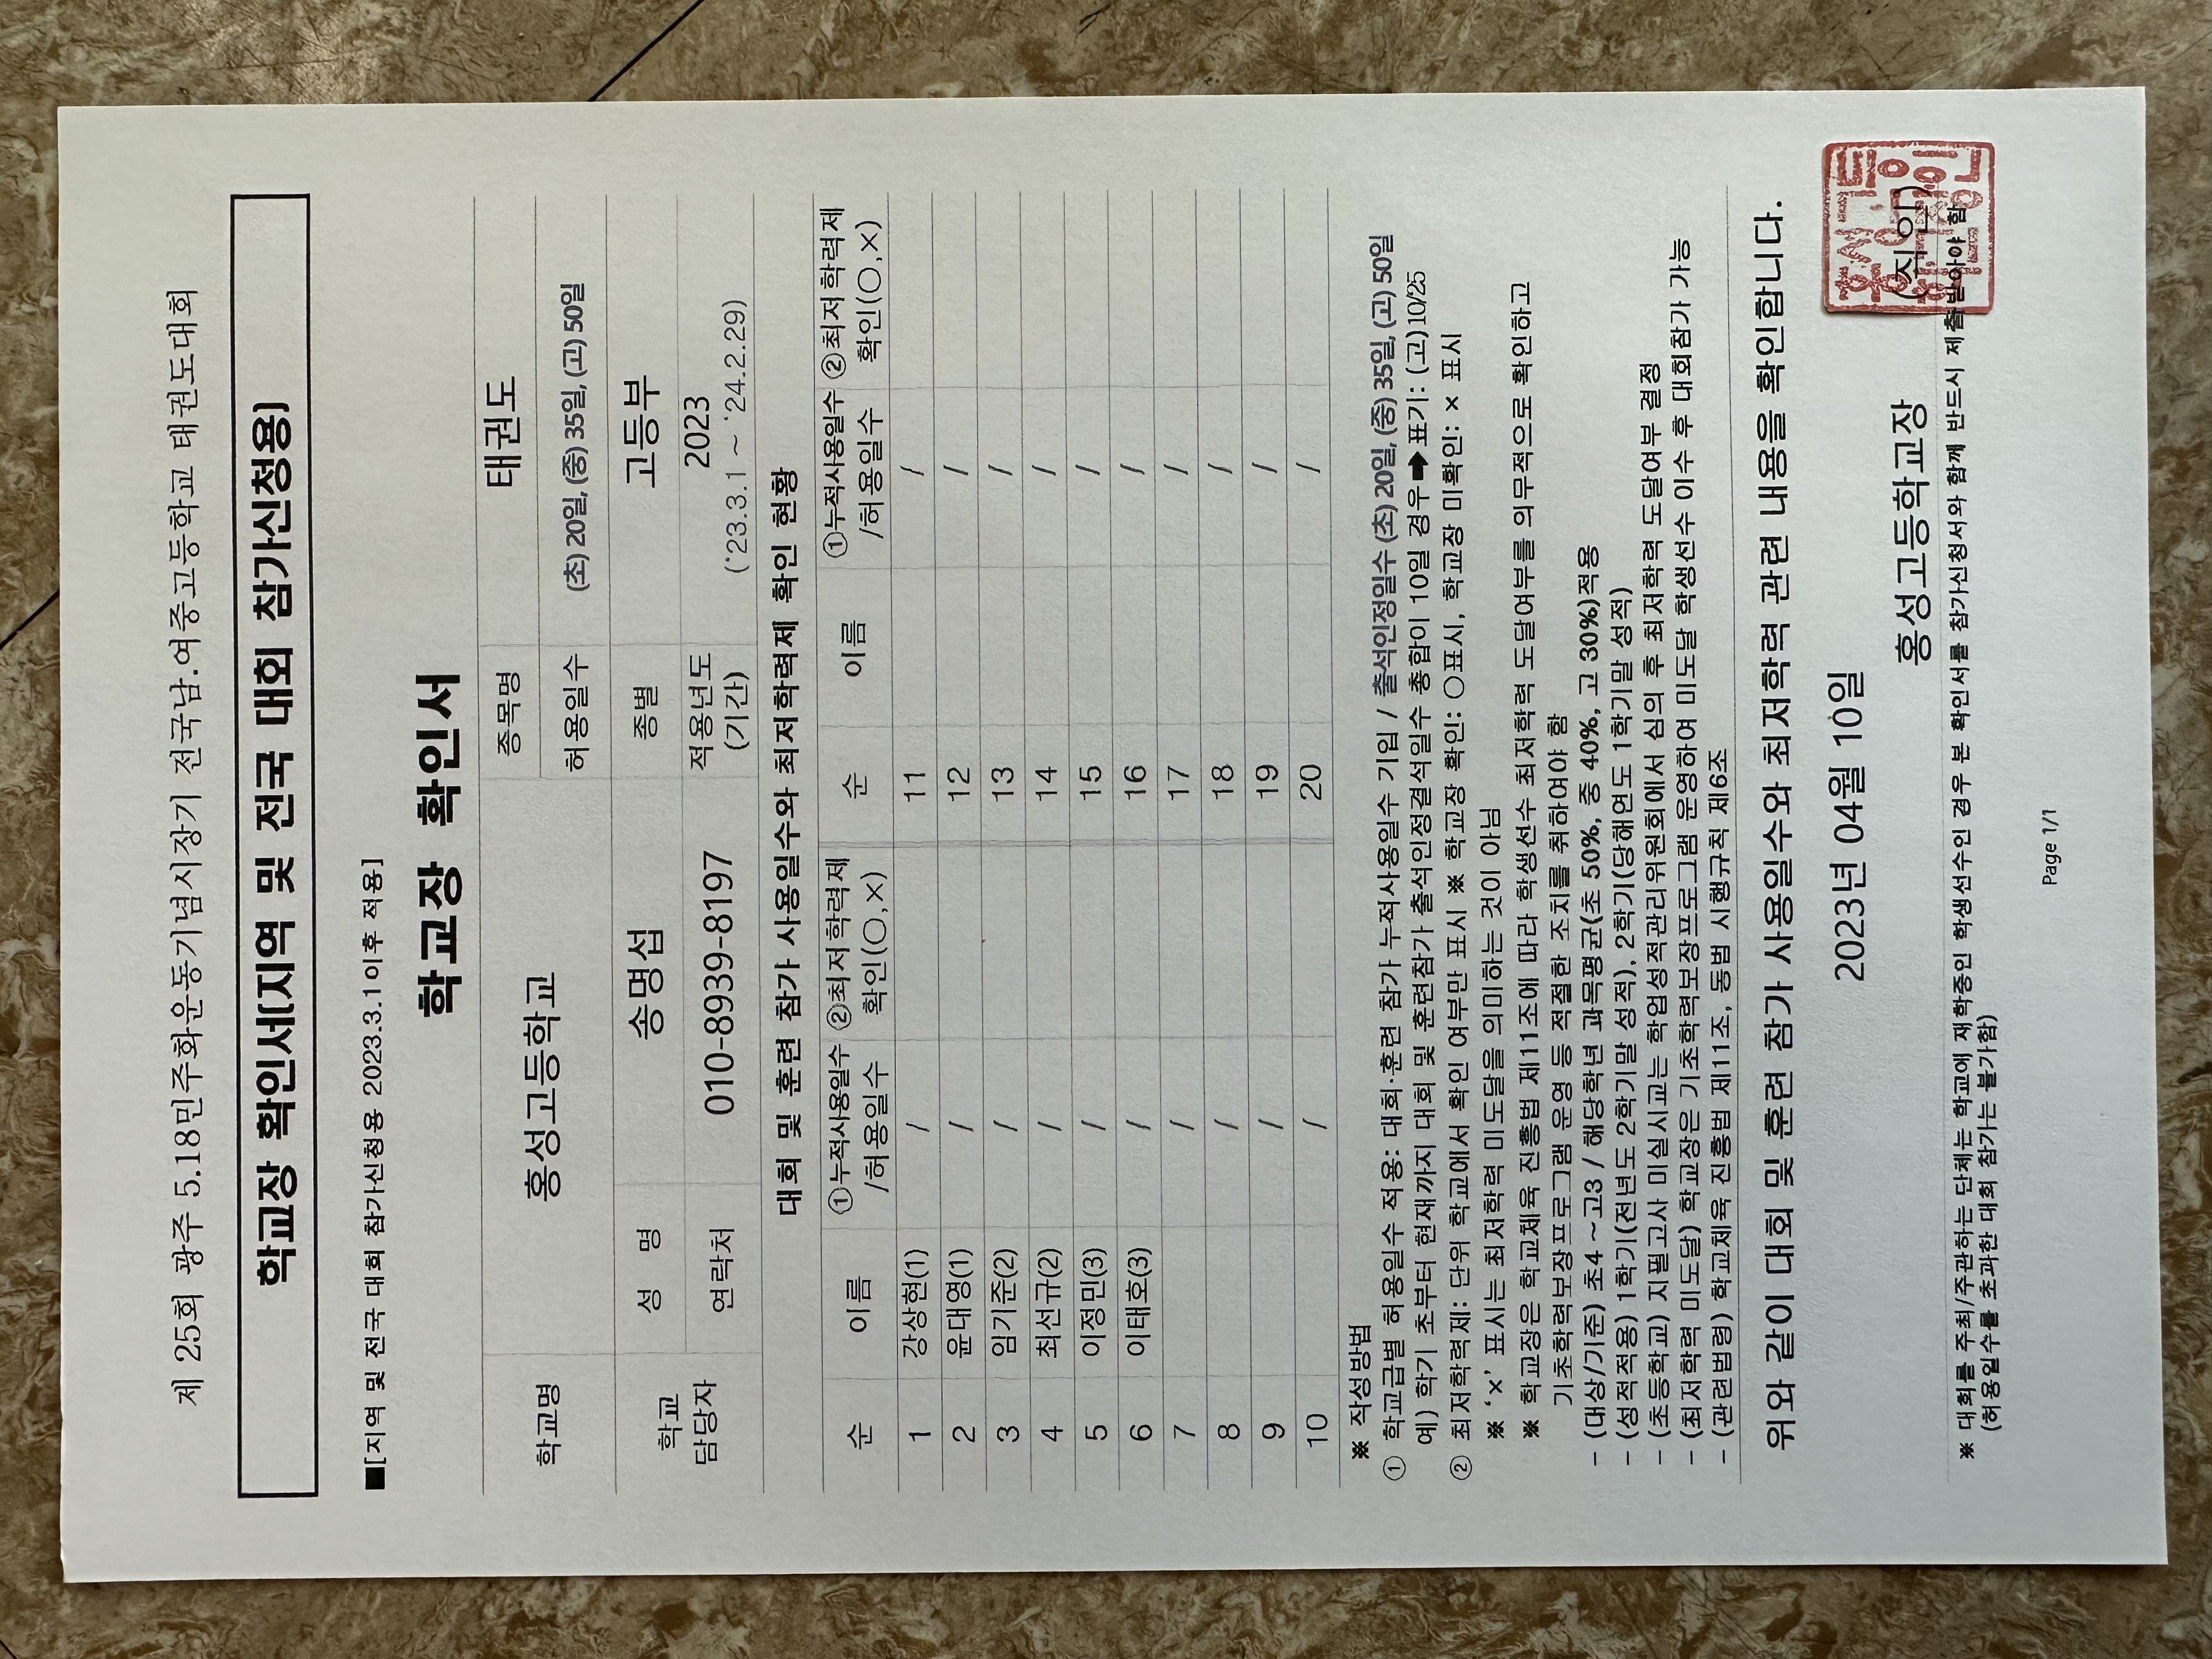 제 25회 광주 5.18민주화운동기념시장기 전국남.여중고등학교 태권도대회
학교장 확인서(지역 및 전국 대회 참가신청용)
■[지역 및 전국 대회 참가신청용 2023.3.1이후 적용]
학교장 확인서
학교명 홍성고등학교 종목명 태권도
허용일수 (초) 20일, (중) 35일, (고) 50일
학교 담당자 성 명 송명섭 종별 고등부
연락처 010-8939-8197 적용년도 (기간) 2023 ('23.3.1 ~ '24.2.29)
대회 및 훈련 참가 사용일수와 최저학력제 확인 현황
순 이름 ①누적사용일수 /허용일수 ②최저학력제 확인(○,×) 순 이름 ①누적사용일수 /허용일수 ②최저학력제 확인(○,×)
1 강상현(1) / 11 /
2 윤대영(1) / 12 /
3 임기준(2) / 13 /
4 최선규(2) / 14 /
5 이정민(3) / 15 /
6 이태호(3) / 16 /
7 / 17 /
8 / 18 /
9 / 19 /
10 / 20 /
※ 작성방법
① 학교급별 허용일수 적용: 대회·훈련 참가 누적사용일수 기입 / 출석인정일수 (초) 20일, (중) 35일, (고) 50일
예) 학기 초부터 현재까지 대회 및 훈련참가 출석인정결석일수 총합이 10일 경우➡표기: (고) 10/25
② 최저학력제: 단위 학교에서 확인 여부만 표시 ※ 학교장 확인: ○표시, 학교장 미확인: × 표시
※ '×' 표시는 최저학력 미도달을 의미하는 것이 아님
※ 학교장은 학교체육 진흥법 제11조에 따라 학생선수 최저학력 도달여부를 의무적으로 확인하고
기초학력보장프로그램 운영 등 적절한 조치를 취하여야 함
– (대상/기준) 초4 ~ 고3 / 해당학년 과목평균(초 50%, 중 40%, 고 30%)적용
– (성적적용) 1학기(전년도 2학기말 성적), 2학기(당해연도 1학기말 성적)
– (초등학교) 지필고사 미실시교는 학업성적관리위원회에서 심의 후 최저학력 도달여부 결정
– (최저학력 미도달) 학교장은 기초학력보장프로그램 운영하여 미도달 학생선수 이수 후 대회참가 가능
– (관련법령) 학교체육 진흥법 제11조, 동법 시행규칙 제6조
위와 같이 대회 및 훈련 참가 사용일수와 최저학력 관련 내용을 확인합니다.
2023년 04월 10일
홍성고등학교장 (직인)
※ 대회를 주최/주관하는 단체는 학교에 재학중인 학생선수인 경우 본 확인서를 참가신청서와 함께 반드시 제출받아야 함
(허용일수를 초과한 대회 참가는 불가함)
Page 1/1